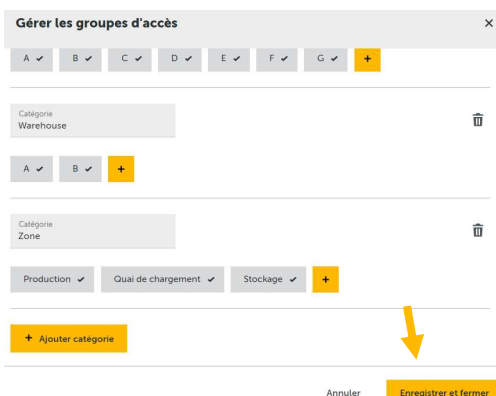 Gérer les groupes d'accès ×
A ✔ B ✔ C ✔ D ✔ E ✔ F ✔ G ✔ +
Catégorie
Warehouse
A ✔ B ✔ +
Catégorie
Zone
Production ✔ Quai de chargement ✔ Stockage ✔ +
+ Ajouter catégorie
Annuler Enregistrer et fermer